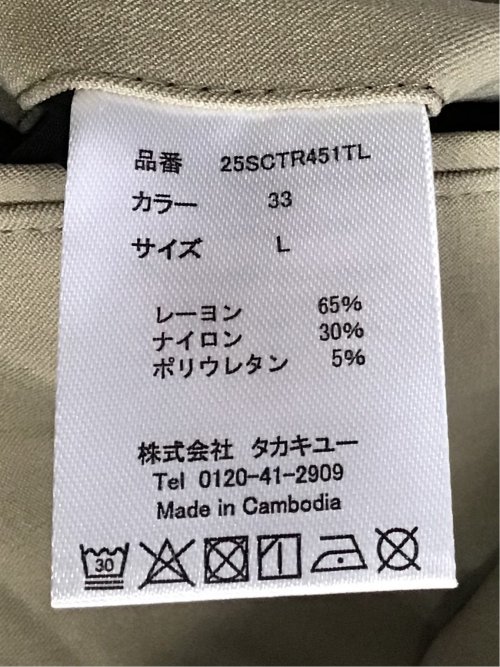 品番 25SCTR451TL
カラー 33
サイズ L
レーヨン 65%
ナイロン 30%
ポリウレタン 5%
株式会社 タカキユー
Tel 0120-41-2909
Made in Cambodia
30